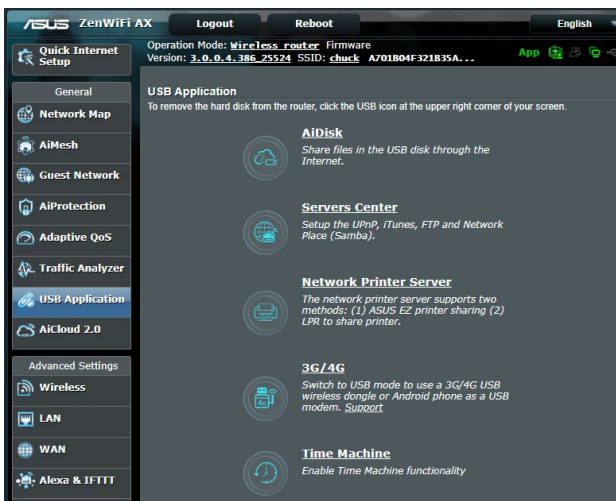 ASUS ZenWiFi AX Logout Reboot English
Quick Internet
Setup
Operation Mode: Wireless router Firmware
Version: 3.0.0.4.386_25524 SSID: chuck A701B04F321B35A...
App
General
Network Map
AiMesh
Guest Network
AiProtection
Adaptive QoS
Traffic Analyzer
USB Application
AiCloud 2.0
Advanced Settings
Wireless
LAN
WAN
Alexa & IFTTT
USB Application
To remove the hard disk from the router, click the USB icon at the upper right corner of your screen.
AiDisk
Share files in the USB disk through the
Internet.
Servers Center
Setup the UPnP, iTunes, FTP and Network
Place (Samba).
Network Printer Server
The network printer server supports two
methods: (1) ASUS EZ printer sharing (2)
LPR to share printer.
3G/4G
Switch to USB mode to use a 3G/4G USB
wireless dongle or Android phone as a USB
modem. Support
4G
Time Machine
Enable Time Machine functionality